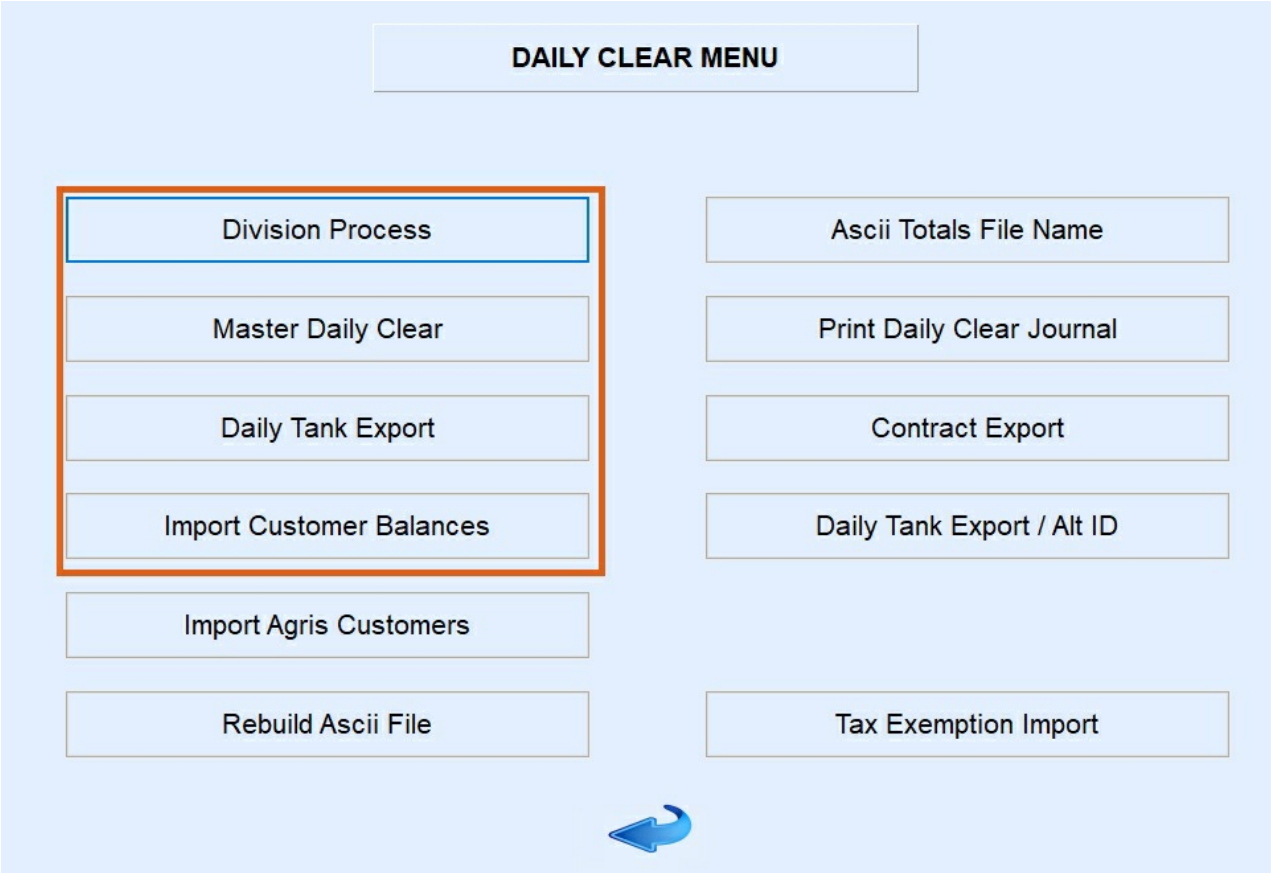 DAILY CLEAR MENU
Division Process
Master Daily Clear
Daily Tank Export
Import Customer Balances
Import Agris Customers
Rebuild Ascii File
Ascii Totals File Name
Print Daily Clear Journal
Contract Export
Daily Tank Export / Alt ID
Tax Exemption Import